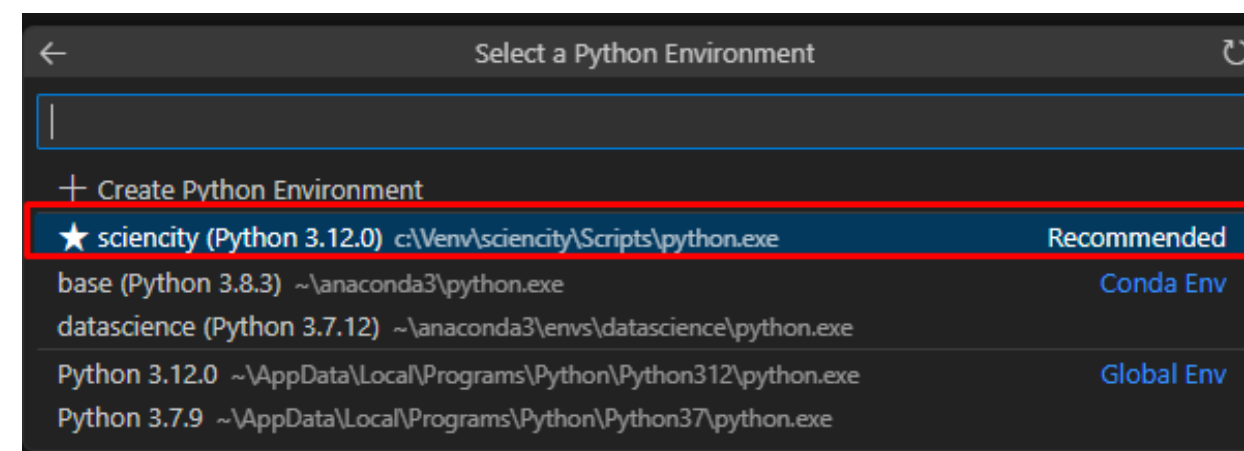 Select a Python Environment
Create Python Environment
sciencity (Python 3.12.0) c:\Venv\sciencity\Scripts\python.exe Recommended
base (Python 3.8.3) ~\anaconda3\python.exe Conda Env
datascience (Python 3.7.12) ~\anaconda3\envs\datascience\python.exe
Python 3.12.0 ~\AppData\Local\Programs\Python\Python312\python.exe Global Env
Python 3.7.9 ~\AppData\Local\Programs\Python\Python37\python.exe